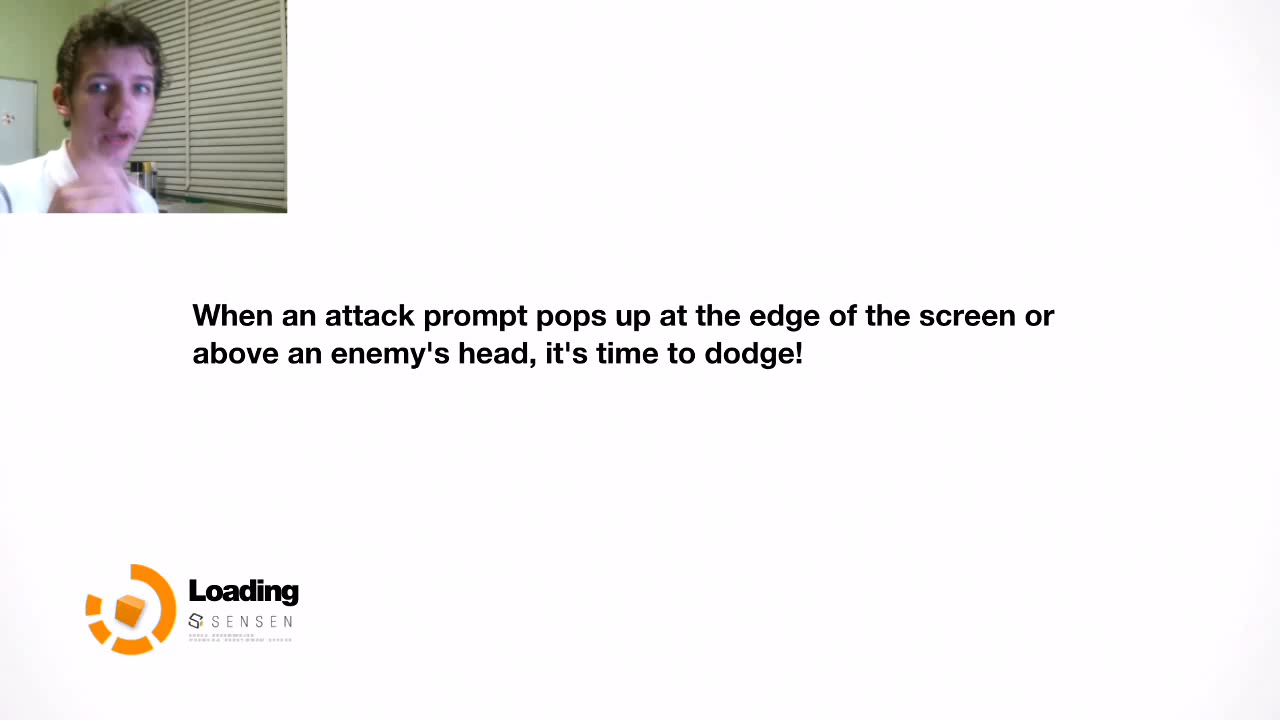 When an attack prompt pops up at the edge of the screen or
above an enemy's head, it's time to dodge!
Loading
SENSEN